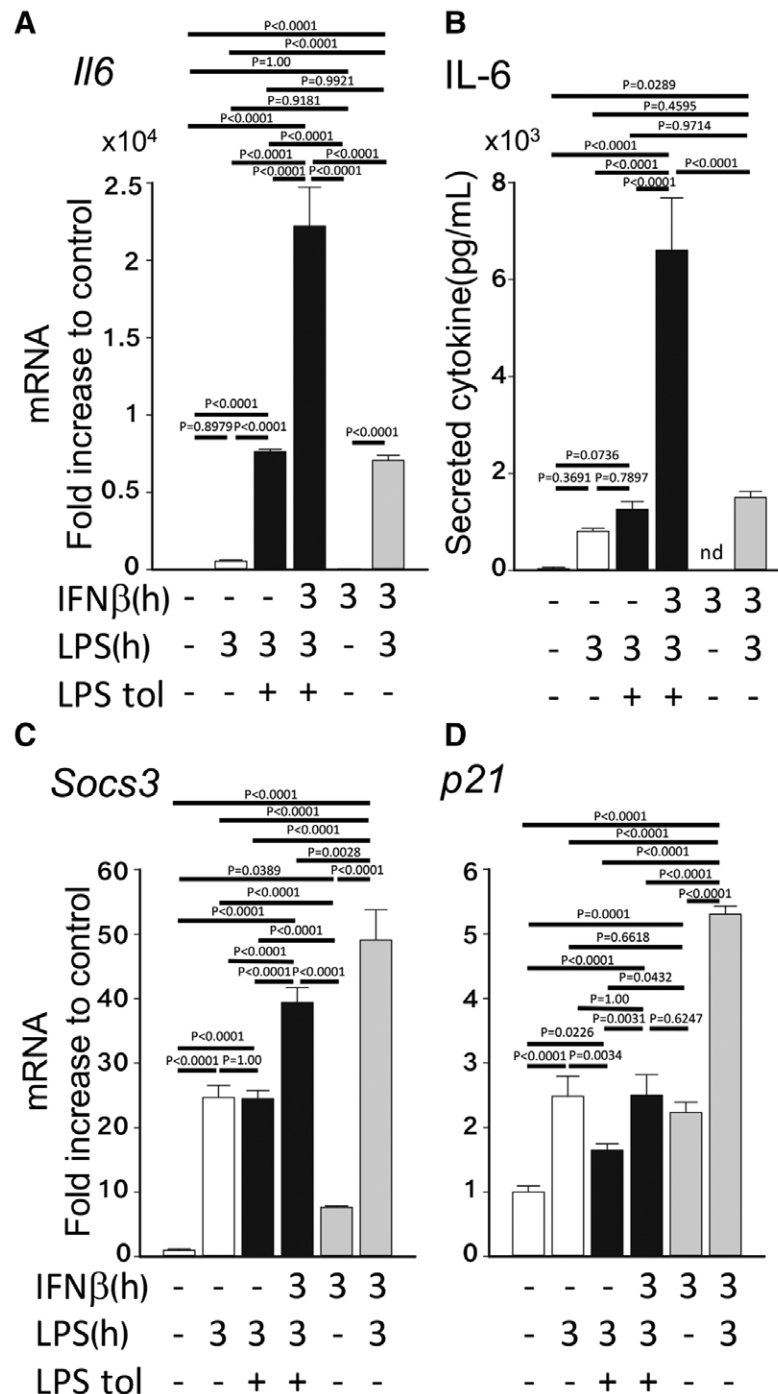 A
Il6
P<0.0001
P<0.0001
P=1.00
P=0.9921
P=0.9181
P<0.0001
P<0.0001
x10⁴
P<0.0001 P<0.0001
P<0.0001 P<0.0001
2.5
2
1.5
1
0.5
0
mRNA
Fold increase to control
P<0.0001
P=0.8979 P<0.0001
P<0.0001
IFNβ(h) - - - 3 3 3
LPS(h) - 3 3 3 - 3
LPS tol - - + + - -
B
IL-6
P=0.0289
P=0.4595
P=0.9714
x10³
P<0.0001
P<0.0001 P<0.0001
P<0.0001
8
6
4
2
0
Secreted cytokine(pg/mL)
P=0.0736
P=0.3691 P=0.7897
nd
- - - 3 3 3
- 3 3 3 - 3
- - + + - -
C
Socs3
P<0.0001
P<0.0001
P<0.0001
P=0.0028
P=0.0389 P<0.0001
P<0.0001
P<0.0001
P<0.0001
P<0.0001
P<0.0001 P<0.0001
60
50
40
30
20
10
0
mRNA
Fold increase to control
P<0.0001
P<0.0001 P=1.00
IFNβ(h) - - - 3 3 3
LPS(h) - 3 3 3 - 3
LPS tol - - + + - -
D
p21
P<0.0001
P<0.0001
P<0.0001
P<0.0001
P<0.0001
P=0.0001
P=0.6618
P<0.0001
P=0.0432
P=1.00
P=0.0031 P=0.6247
P=0.0226
P<0.0001 P=0.0034
6
5
4
3
2
1
0
- - - 3 3 3
- 3 3 3 - 3
- - + + - -